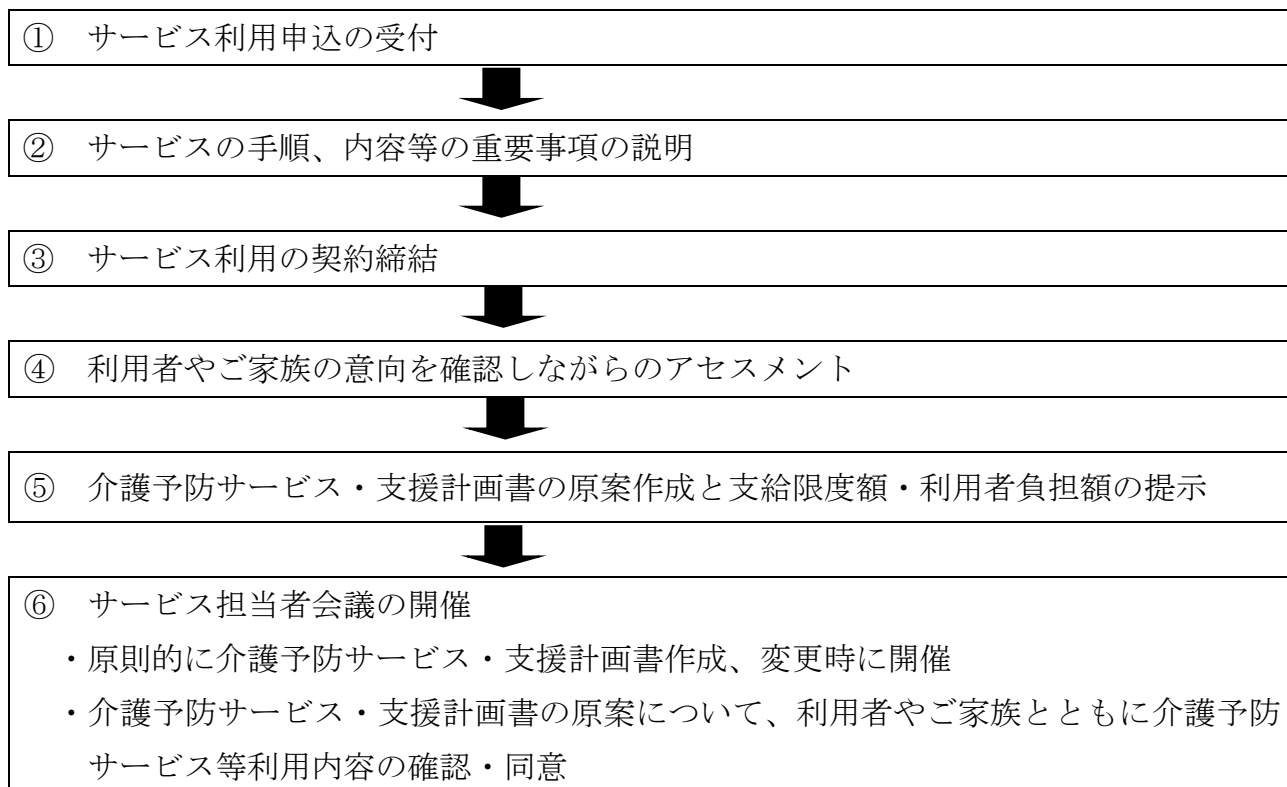 ① サービス利用申込の受付
② サービスの手順、内容等の重要事項の説明
③ サービス利用の契約締結
④ 利用者やご家族の意向を確認しながらのアセスメント
⑤ 介護予防サービス・支援計画書の原案作成と支給限度額・利用者負担額の提示
⑥ サービス担当者会議の開催
・原則的に介護予防サービス・支援計画書作成、変更時に開催
・介護予防サービス・支援計画書の原案について、利用者やご家族とともに介護予防
サービス等利用内容の確認・同意